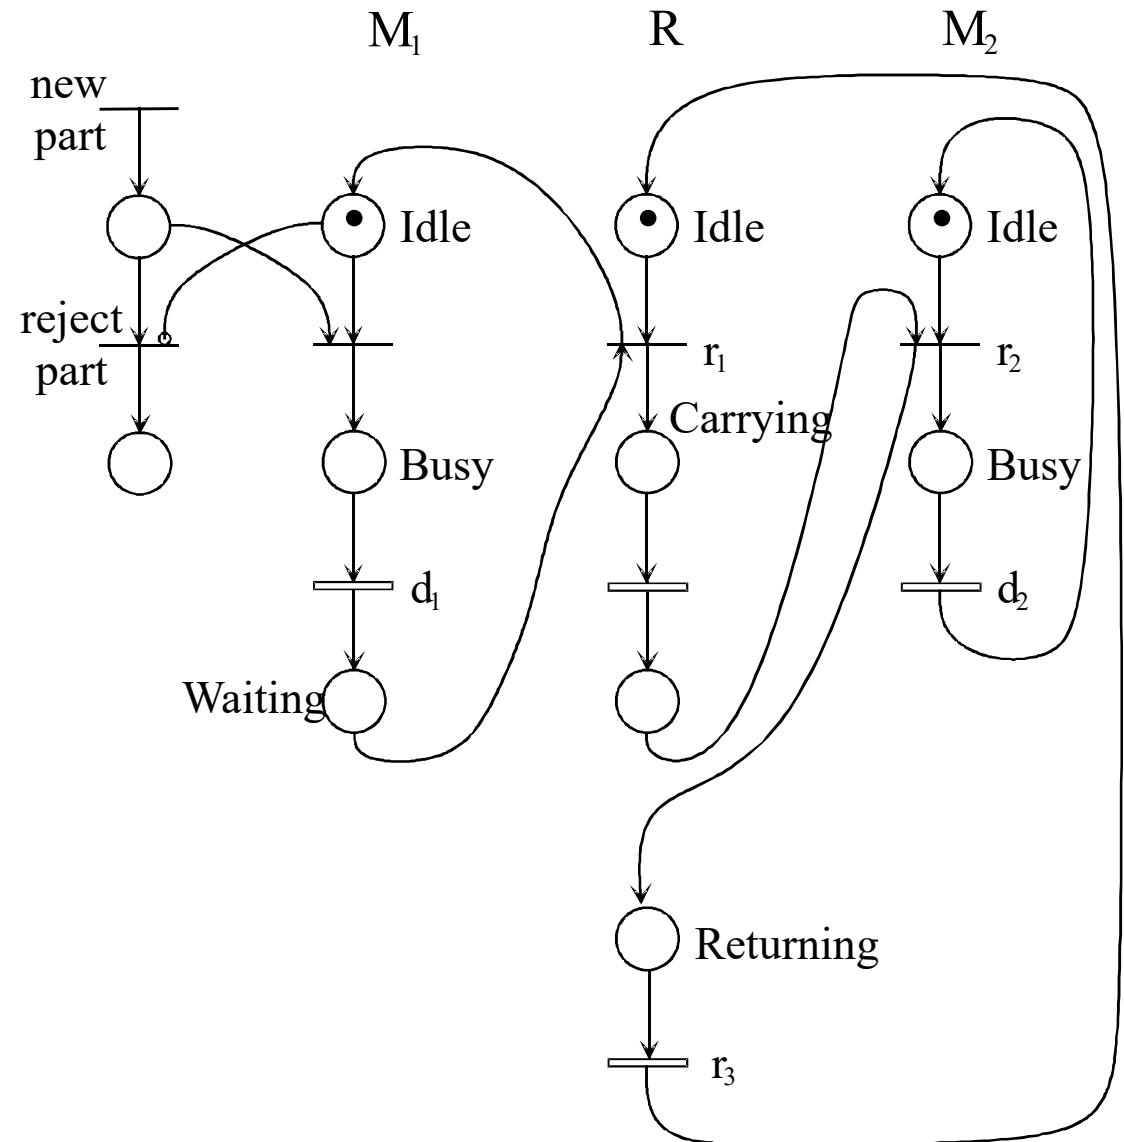 M₁ R M₂
new
part
Idle Idle Idle
reject
part
r₁ r₂
Carrying
Busy Busy
d₁ d₂
Waiting
Returning
r₃